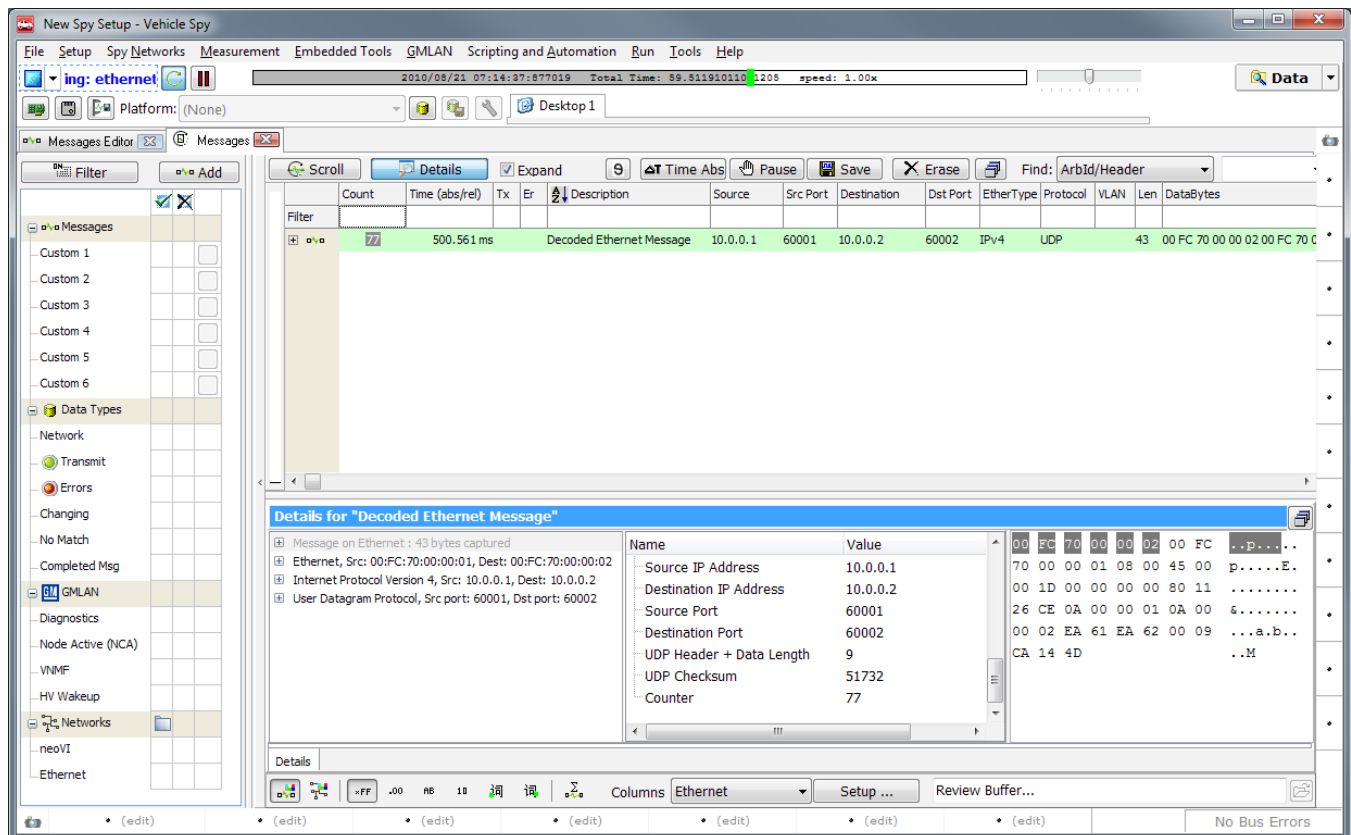 New Spy Setup - Vehicle Spy
File Setup Spy Networks Measurement Embedded Tools GMLAN Scripting and Automation Run Tools Help
ing: ethernet 2010/08/21 07:14:37:877019 Total Time: 59.511910110 1205 speed: 1.00x Data
Platform: (None) Desktop 1
Messages Editor Messages
Filter Add Scroll Details Expand 9 ΔT Time Abs Pause Save Erase Find: ArbId/Header
Count Time (abs/rel) Tx Er Description Source Src Port Destination Dst Port EtherType Protocol VLAN Len DataBytes
Filter
77 500.561 ms Decoded Ethernet Message 10.0.0.1 60001 10.0.0.2 60002 IPv4 UDP 43 00 FC 70 00 00 02 00 FC 70
Messages
Custom 1
Custom 2
Custom 3
Custom 4
Custom 5
Custom 6
Data Types
Network
Transmit
Errors
Changing
No Match
Completed Msg
GM GMLAN
Diagnostics
Node Active (NCA)
VNMF
HV Wakeup
Networks
neoVI
Ethernet
Details for "Decoded Ethernet Message"
Message on Ethernet : 43 bytes captured
Ethernet, Src: 00:FC:70:00:00:01, Dest: 00:FC:70:00:00:02
Internet Protocol Version 4, Src: 10.0.0.1, Dest: 10.0.0.2
User Datagram Protocol, Src port: 60001, Dst port: 60002
Name Value
Source IP Address 10.0.0.1
Destination IP Address 10.0.0.2
Source Port 60001
Destination Port 60002
UDP Header + Data Length 9
UDP Checksum 51732
Counter 77
00 FC 70 00 00 02 00 FC ..p.....
70 00 00 01 08 00 45 00 p.....E.
00 1D 00 00 00 00 80 11 ........
26 CE 0A 00 00 01 0A 00 &.......
00 02 EA 61 EA 62 00 09 ...a.b..
CA 14 4D ..M
Details
xFF .00 AB 10 词 词 Σ Columns Ethernet Setup ... Review Buffer...
(edit) (edit) (edit) (edit) (edit) (edit) (edit) No Bus Errors